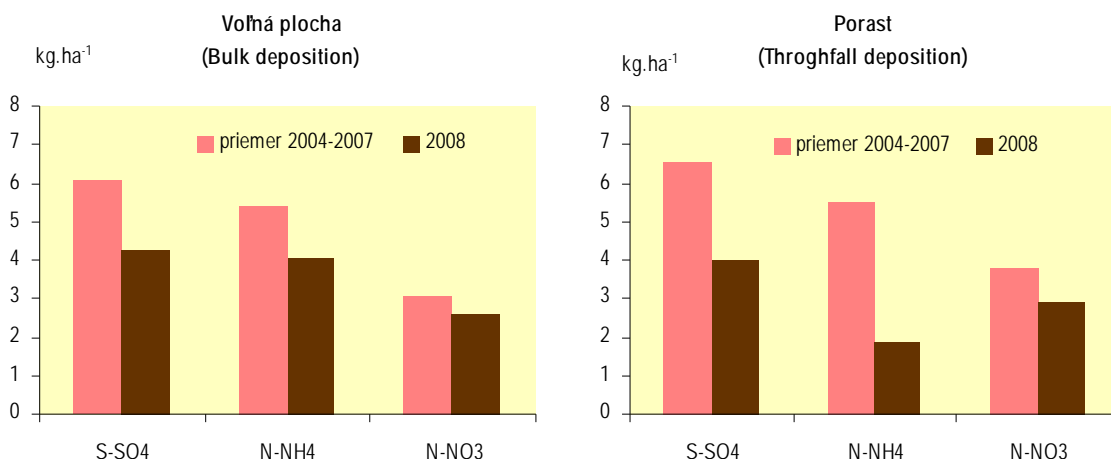 Voľná plocha
(Bulk deposition)
kg.ha-1
8
7
6
5
4
3
2
1
0
priemer 2004-2007
2008
S-SO4
N-NH4
N-NO3
Porast
(Throghfall deposition)
kg.ha-1
8
7
6
5
4
3
2
1
0
priemer 2004-2007
2008
S-SO4
N-NH4
N-NO3